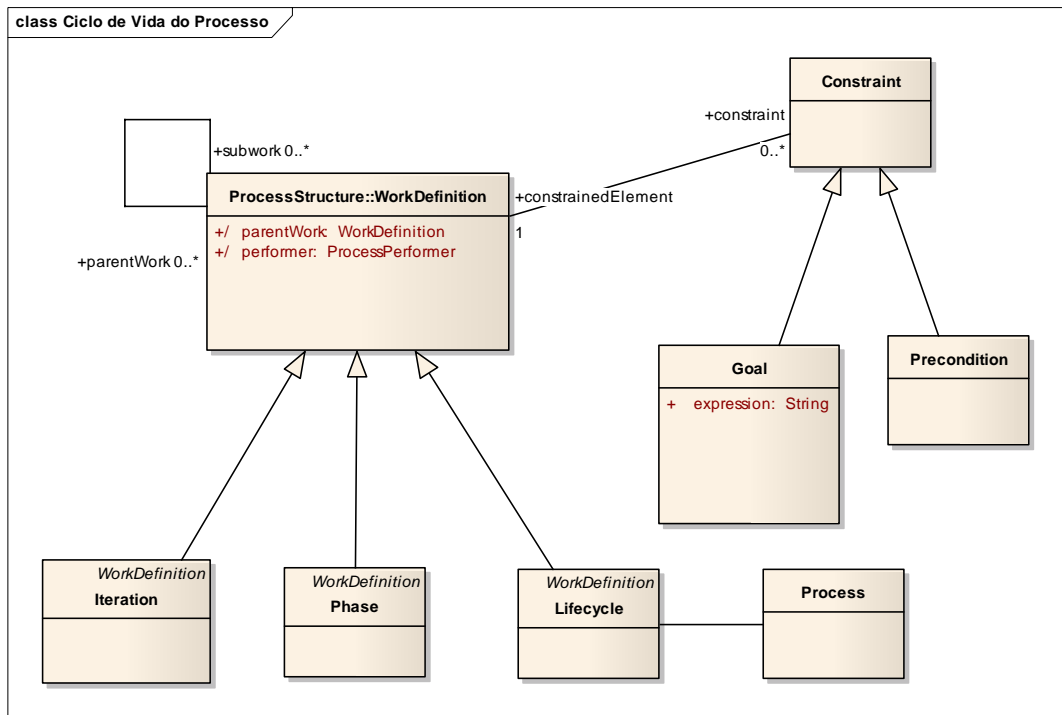 class Ciclo de Vida do Processo
Constraint
+constraint
0..*
+subwork 0..*
ProcessStructure::WorkDefinition
+/ parentWork: WorkDefinition
+/ performer: ProcessPerformer
+constrainedElement
1
+parentWork 0..*
Goal
+ expression: String
Precondition
WorkDefinition
Iteration
WorkDefinition
Phase
WorkDefinition
Lifecycle
Process